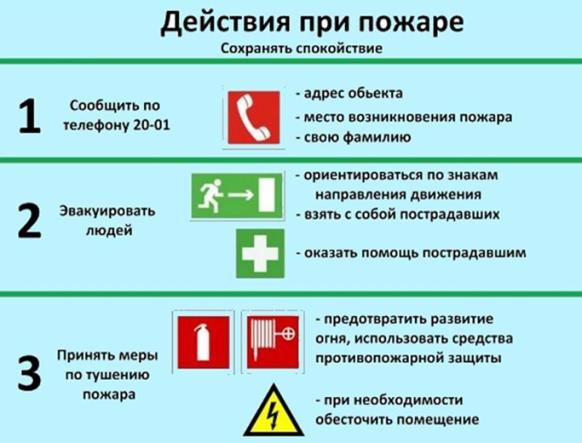 Действия при пожаре
Сохранять спокойствие
1
Сообщить по
телефону 20-01
- адрес обьекта
- место возникновения пожара
- свою фамилию
2
Эвакуировать
людей
- ориентироваться по знакам
направления движения
- взять с собой пострадавших
- оказать помощь пострадавшим
3
Принять меры
по тушению
пожара
- предотвратить развитие
огня, использовать средства
противопожарной защиты
- при необходимости
обесточить помещение